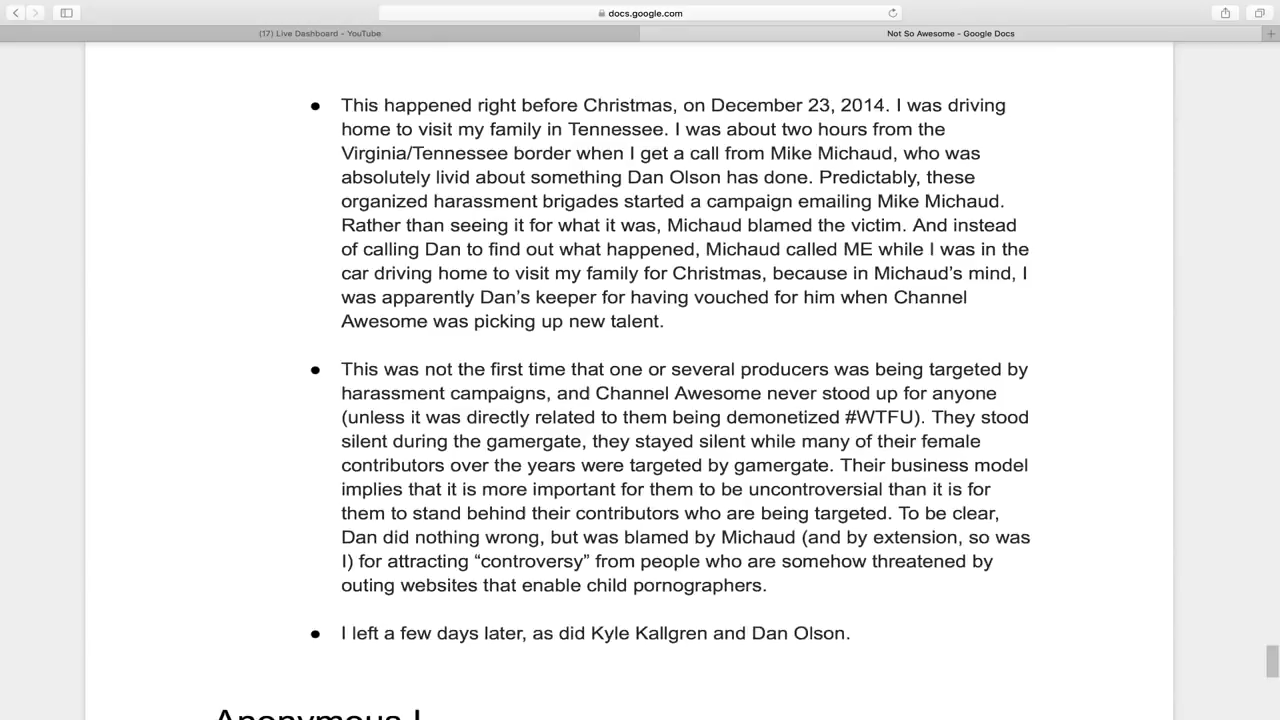 docs.google.com
(17) Live Dashboard - YouTube
Not So Awesome - Google Docs
● This happened right before Christmas, on December 23, 2014. I was driving
home to visit my family in Tennessee. I was about two hours from the
Virginia/Tennessee border when I get a call from Mike Michaud, who was
absolutely livid about something Dan Olson has done. Predictably, these
organized harassment brigades started a campaign emailing Mike Michaud.
Rather than seeing it for what it was, Michaud blamed the victim. And instead
of calling Dan to find out what happened, Michaud called ME while I was in the
car driving home to visit my family for Christmas, because in Michaud’s mind, I
was apparently Dan’s keeper for having vouched for him when Channel
Awesome was picking up new talent.
● This was not the first time that one or several producers was being targeted by
harassment campaigns, and Channel Awesome never stood up for anyone
(unless it was directly related to them being demonetized #WTFU). They stood
silent during the gamergate, they stayed silent while many of their female
contributors over the years were targeted by gamergate. Their business model
implies that it is more important for them to be uncontroversial than it is for
them to stand behind their contributors who are being targeted. To be clear,
Dan did nothing wrong, but was blamed by Michaud (and by extension, so was
I) for attracting “controversy” from people who are somehow threatened by
outing websites that enable child pornographers.
● I left a few days later, as did Kyle Kallgren and Dan Olson.
Anonymous I